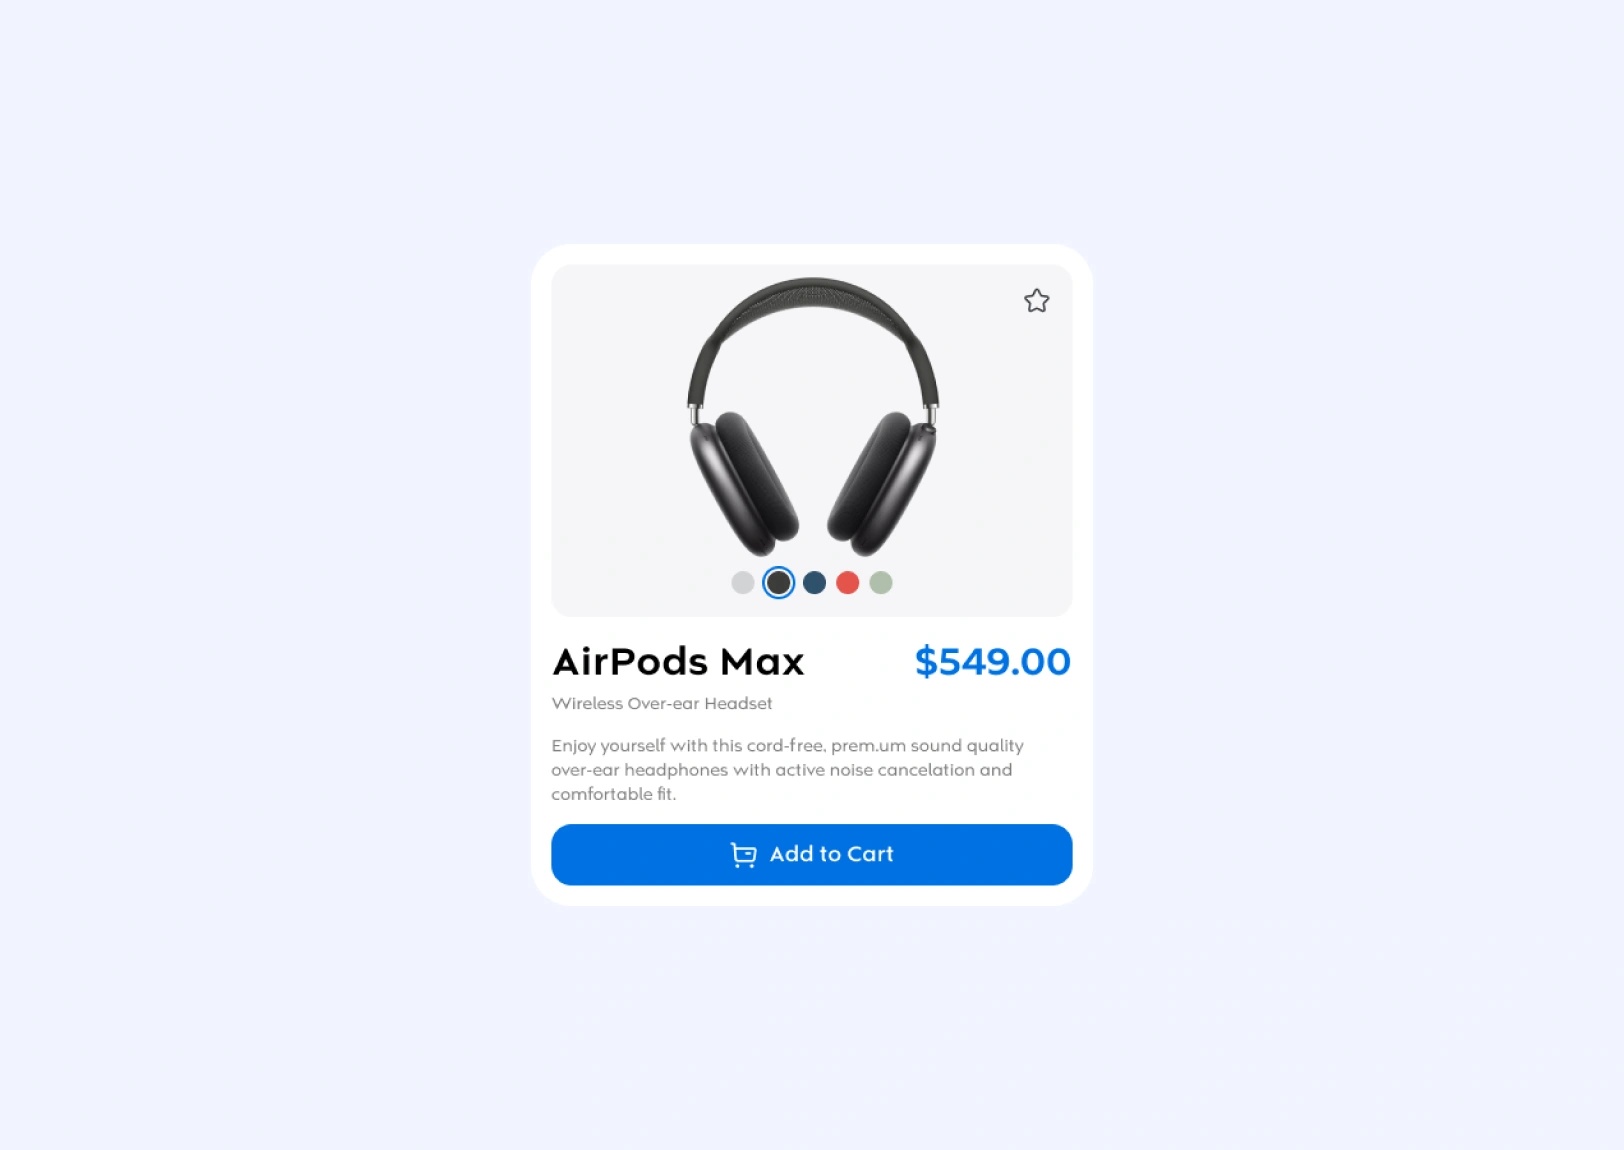 AirPods Max
$549.00
Wireless Over-ear Headset
Enjoy yourself with this cord-free, prem.um sound quality
over-ear headphones with active noise cancelation and
comfortable fit.
Add to Cart